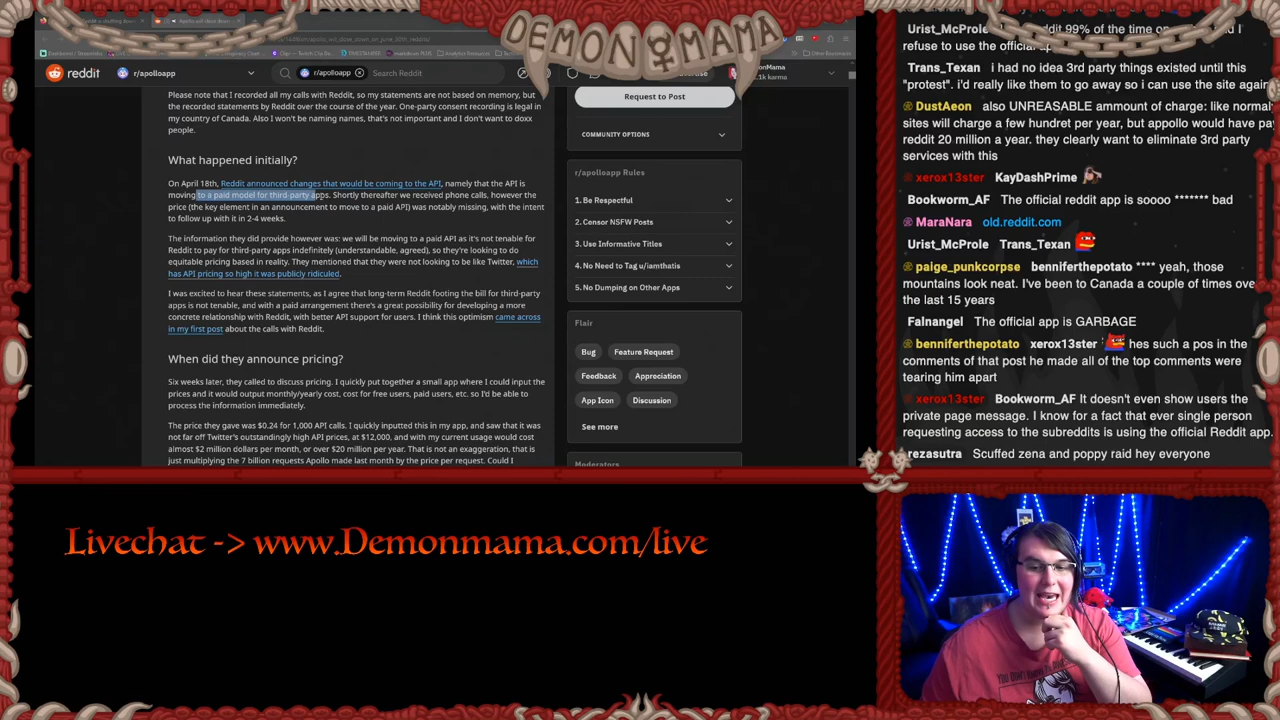 DEMON MAMA
reddit
r/apolloapp
r/apolloapp
Search Reddit
Please note that I recorded all my calls with Reddit, so my statements are not based on memory, but
the recorded statements by Reddit over the course of the year. One-party consent recording is legal in
my country of Canada. Also I won't be naming names, that's not important and I don't want to doxx
people.
What happened initially?
On April 18th, Reddit announced changes that would be coming to the API, namely that the API is
moving to a paid model for third-party apps. Shortly thereafter we received phone calls, however the
price (the key element in an announcement to move to a paid API) was notably missing, with the intent
to follow up with it in 2-4 weeks.
The information they did provide however was: we will be moving to a paid API as it's not tenable for
Reddit to pay for third-party apps indefinitely (understandable, agreed), so they're looking to do
equitable pricing based in reality. They mentioned that they were not looking to be like Twitter, which
has API pricing so high it was publicly ridiculed.
I was excited to hear these statements, as I agree that long-term Reddit footing the bill for third-party
apps is not tenable, and with a paid arrangement there's a great possibility for developing a more
concrete relationship with Reddit, with better API support for users. I think this optimism came across
in my first post about the calls with Reddit.
When did they announce pricing?
Six weeks later, they called to discuss pricing. I quickly put together a small app where I could input the
prices and it would output monthly/yearly cost, cost for free users, paid users, etc. so I'd be able to
process the information immediately.
The price they gave was $0.24 for 1,000 API calls. I quickly inputted this in my app, and saw that it was
not far off Twitter's outstandingly high API prices, at $12,000, and with my current usage would cost
almost $2 million dollars per month, or over $20 million per year. That is not an exaggeration, that is
just multiplying the 7 billion requests Apollo made last month by the price per request. Could I
Request to Post
COMMUNITY OPTIONS
r/apolloapp Rules
1. Be Respectful
2. Censor NSFW Posts
3. Use Informative Titles
4. No Need to Tag u/iamthatis
5. No Dumping on Other Apps
Flair
Bug
Feature Request
Feedback
Appreciation
App Icon
Discussion
See more
Moderators
Urist_McProle reddit 99% of the time on and I
refuse to use the official
Trans_Texan i had no idea 3rd party things existed until this
"protest". i'd really like them to go away so i can use the site again
DustAeon also UNREASABLE ammount of charge: like normal
sites will charge a few hundret per year, but appollo would have pay
reddit 20 million a year. they clearly want to eliminate 3rd party
services with this
xerox13ster KayDashPrime
Bookworm_AF The official reddit app is soooo ******* bad
MaraNara old.reddit.com
Urist_McProle Trans_Texan
paige_punkcorpse benniferthepotato **** yeah, those
mountains look neat. I've been to Canada a couple of times over
the last 15 years
Falnangel The official app is GARBAGE
benniferthepotato xerox13ster hes such a pos in the
comments of that post he made all of the top comments were
tearing him apart
xerox13ster Bookworm_AF It doesn't even show users the
private page message. I know for a fact that ever single person
requesting access to the subreddits is using the official Reddit app.
rezasutra Scuffed zena and poppy raid hey everyone
Livechat -> www.Demonmama.com/live